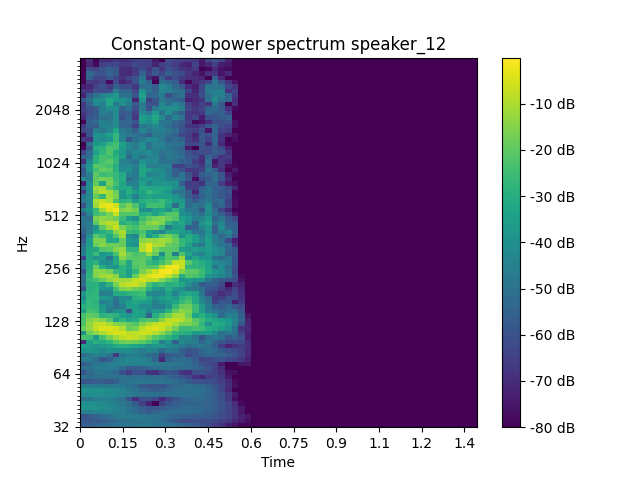 Constant-Q power spectrum speaker_12
Hz
2048
1024
512
256
128
64
32
0 0.15 0.3 0.45 0.6 0.75 0.9 1.1 1.2 1.4
Time
-10 dB
-20 dB
-30 dB
-40 dB
-50 dB
-60 dB
-70 dB
-80 dB